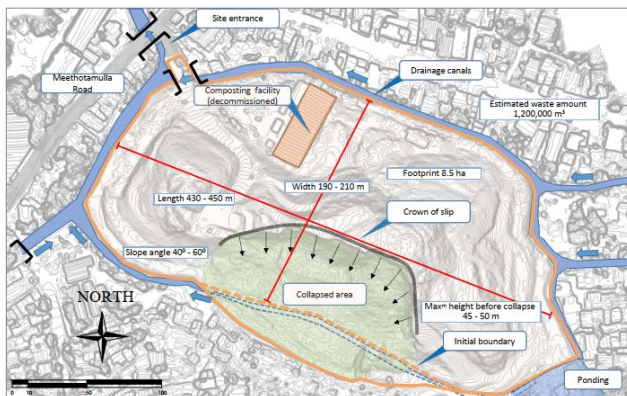 Site entrance
Meethotamulla
Road
Drainage canals
Composting facility
(decommissioned)
Estimated waste amount
1,200,000 m³
Footprint 8.5 ha
Width 190 - 210 m
Length 430 - 450 m
Crown of slip
Slope angle 40⁰ - 60⁰
Collapsed area
NORTH
Maxᵐ height before collapse
45 - 50 m
Initial boundary
Ponding
0
50
100